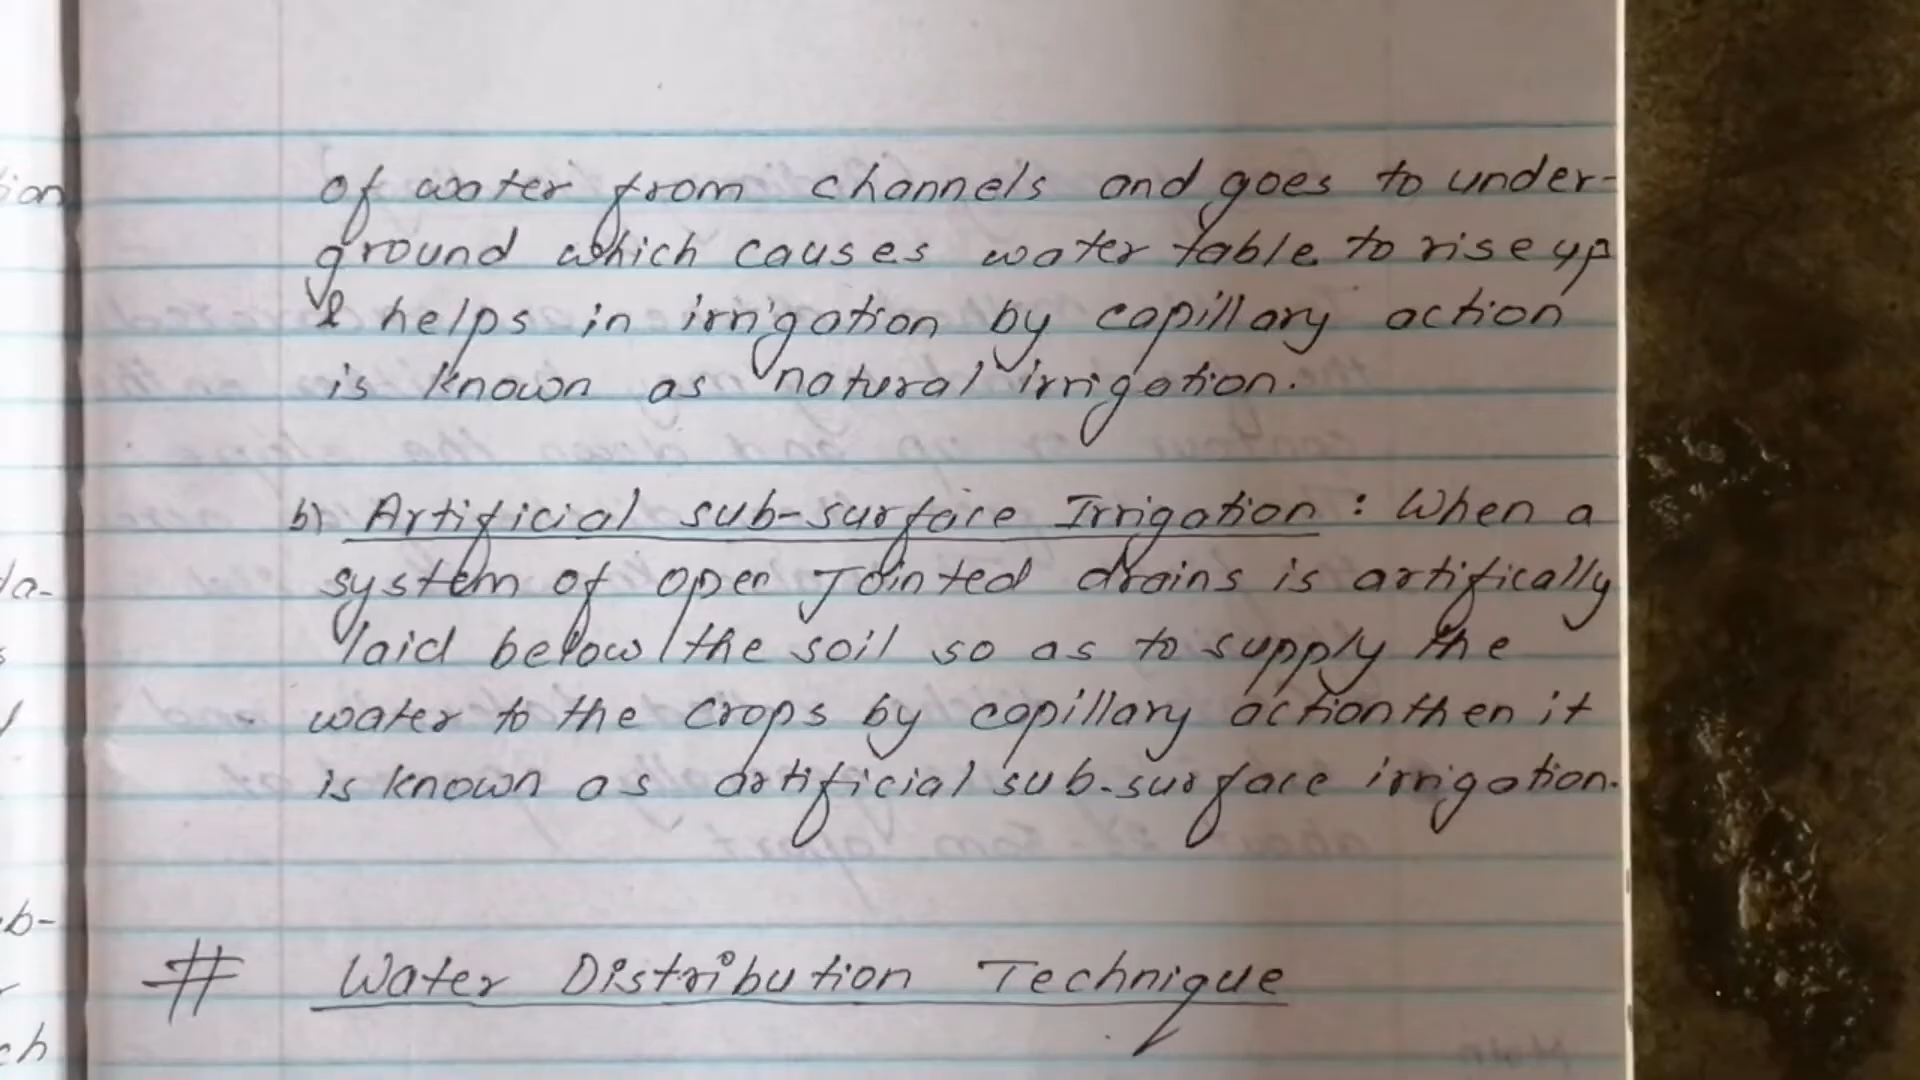 of water from channels and goes to under-
ground which causes water table to rise up
& helps in irrigation by capillary action
is known as natural irrigation.
b) Artificial sub-surface Irrigation : When a
system of open Jointed drains is artifically
laid below the soil so as to supply the
water to the crops by capillary action then it
is known as artificial sub-surface irrigation.
# Water Distribution Technique